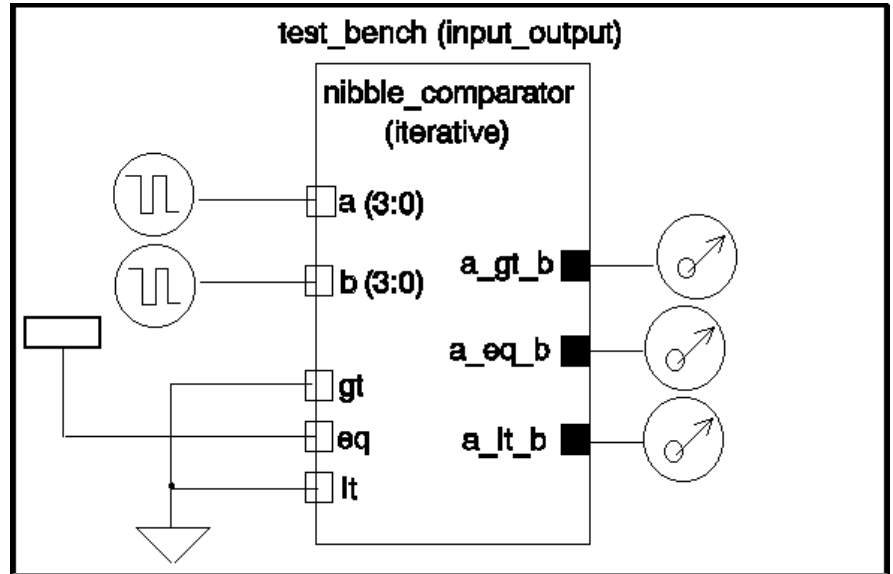 test_bench (input_output)
nibble_comparator
(iterative)
a (3:0)
b (3:0)
gt
eq
lt
a_gt_b
a_eq_b
a_lt_b